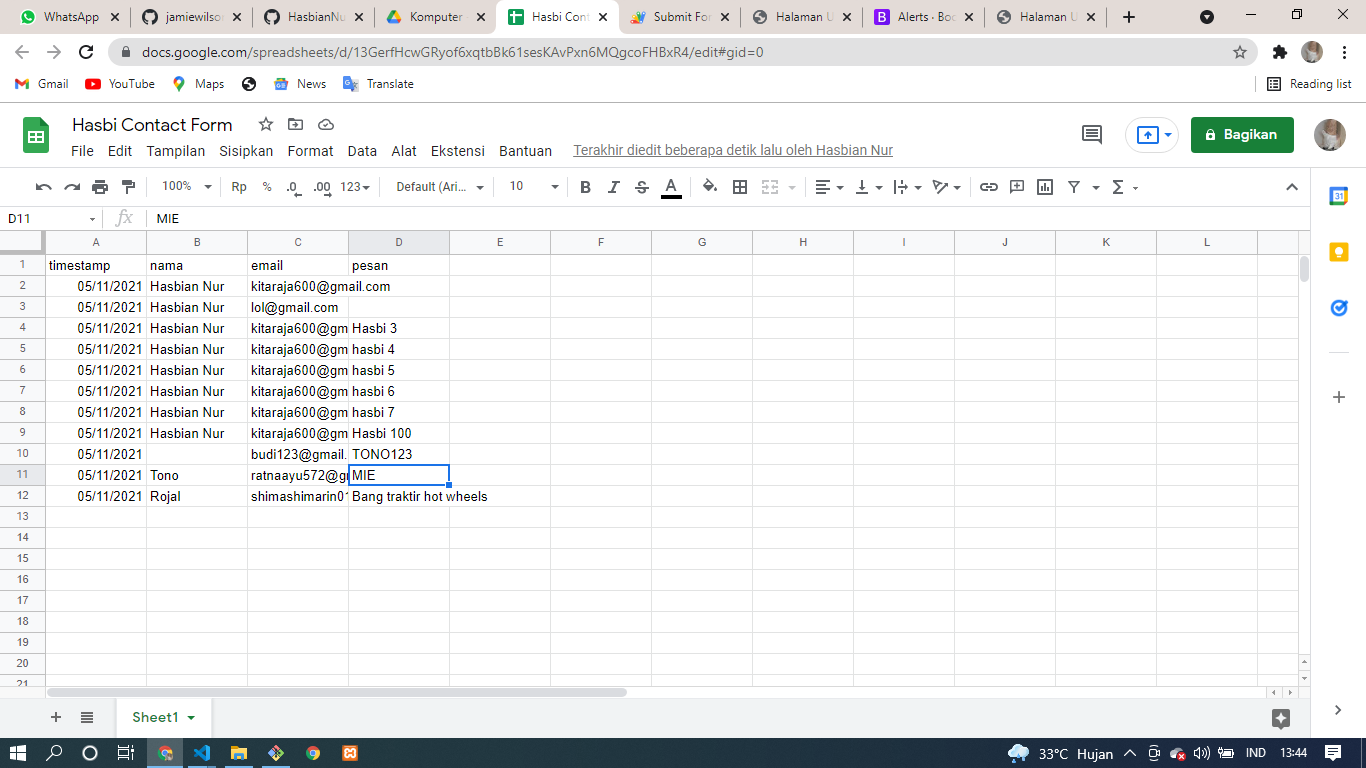 WhatsApp jamiewilso HasbianNu Komputer Hasbi Cont Submit For Halaman U Alerts · Boo Halaman U
docs.google.com/spreadsheets/d/13GerfHcwGRyof6xqtbBk61sesKAvPxn6MQgcoFHBxR4/edit#gid=0
Gmail YouTube Maps News Translate Reading list
Hasbi Contact Form
Bagikan
File Edit Tampilan Sisipkan Format Data Alat Ekstensi Bantuan Terakhir diedit beberapa detik lalu oleh Hasbian Nur
100% Rp % .0 .00 123 Default (Ari... 10 B I S A
D11 fx MIE
A B C D E F G H I J K L
1 timestamp nama email pesan
2 05/11/2021 Hasbian Nur kitaraja600@gmail.com
3 05/11/2021 Hasbian Nur lol@gmail.com
4 05/11/2021 Hasbian Nur kitaraja600@gm Hasbi 3
5 05/11/2021 Hasbian Nur kitaraja600@gm hasbi 4
6 05/11/2021 Hasbian Nur kitaraja600@gm hasbi 5
7 05/11/2021 Hasbian Nur kitaraja600@gm hasbi 6
8 05/11/2021 Hasbian Nur kitaraja600@gm hasbi 7
9 05/11/2021 Hasbian Nur kitaraja600@gm Hasbi 100
10 05/11/2021 budi123@gmail. TONO123
11 05/11/2021 Tono ratnaayu572@g MIE
12 05/11/2021 Rojal shimashimarin01 Bang traktir hot wheels
13
14
15
16
17
18
19
20
21
Sheet1
33°C Hujan IND 13:44